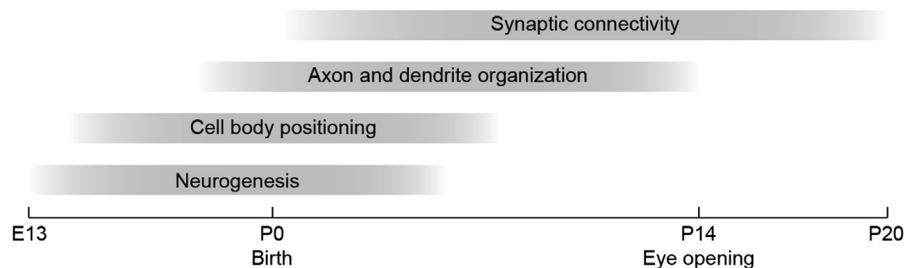 Synaptic connectivity
Axon and dendrite organization
Cell body positioning
Neurogenesis
E13 P0 P14 P20
Birth Eye opening